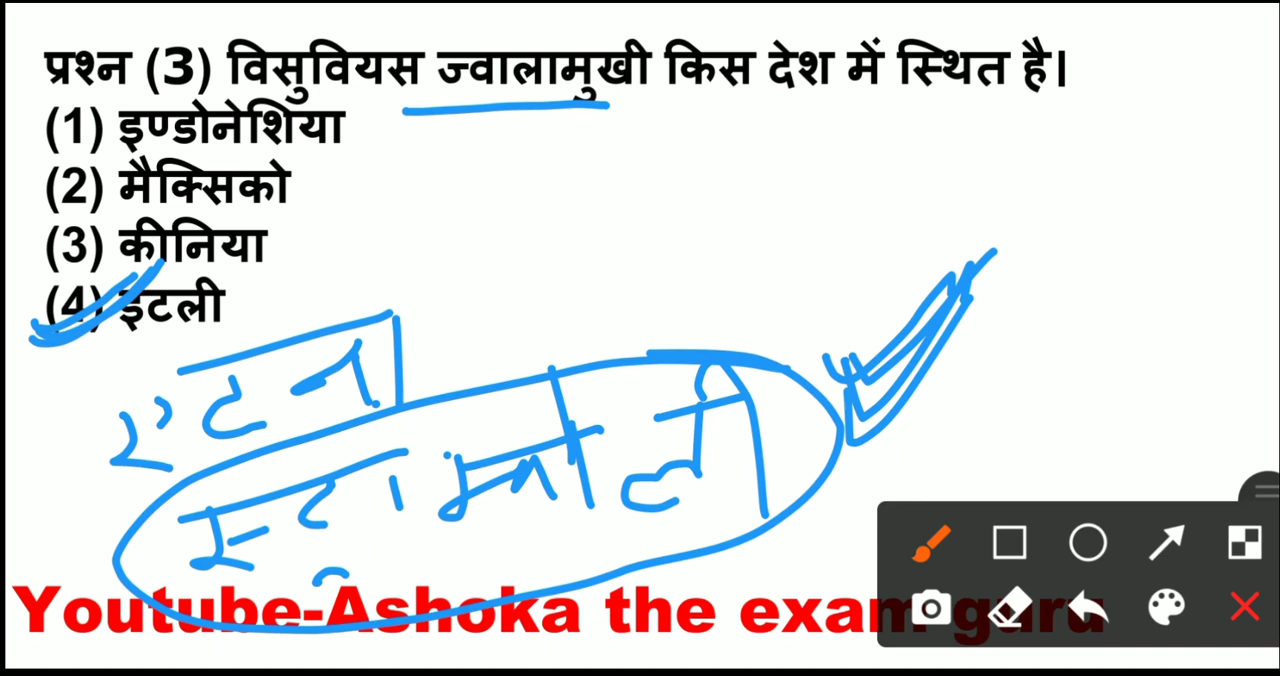 प्रश्न (3) विसुवियस ज्वालामुखी किस देश में स्थित है।
(1) इण्डोनेशिया
(2) मैक्सिको
(3) कीनिया
(4) इटली
Youtube-Ashoka the exam guru